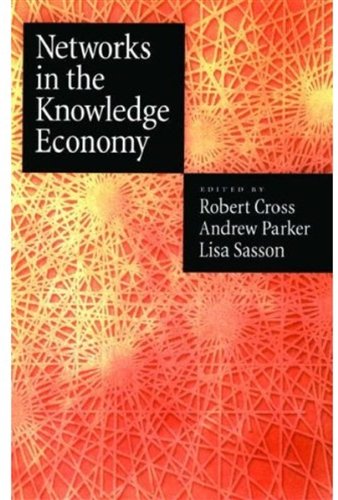 Networks
in the
Knowledge
Economy
EDITED BY
Robert Cross
Andrew Parker
Lisa Sasson